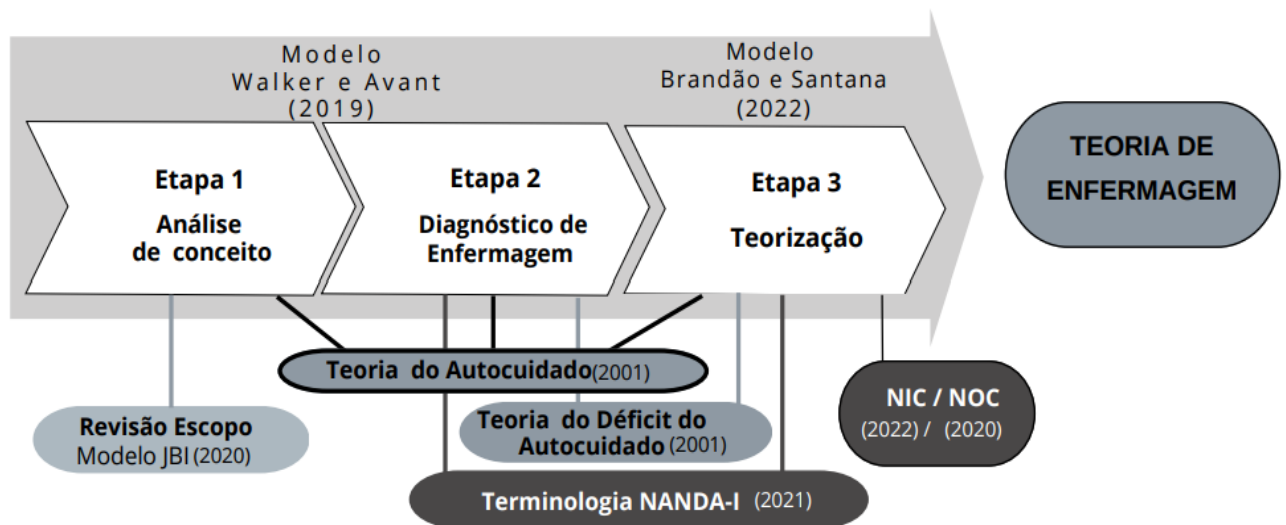 Modelo
Walker e Avant
(2019)
Modelo
Brandão e Santana
(2022)
Etapa 1
Análise
de conceito
Etapa 2
Diagnóstico de
Enfermagem
Etapa 3
Teorização
TEORIA DE
ENFERMAGEM
Teoria do Autocuidado (2001)
Revisão Escopo
Modelo JBI (2020)
Teoria do Déficit do
Autocuidado (2001)
NIC / NOC
(2022) / (2020)
Terminologia NANDA-I (2021)